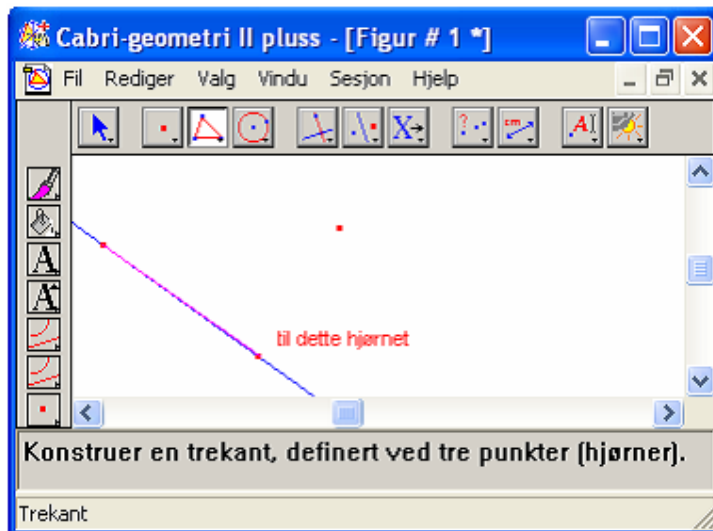 Cabri-geometri II pluss - [Figur # 1 *]
Fil Rediger Valg Vindu Sesjon Hjelp
til dette hjørnet
Konstruer en trekant, definert ved tre punkter (hjørner).
Trekant